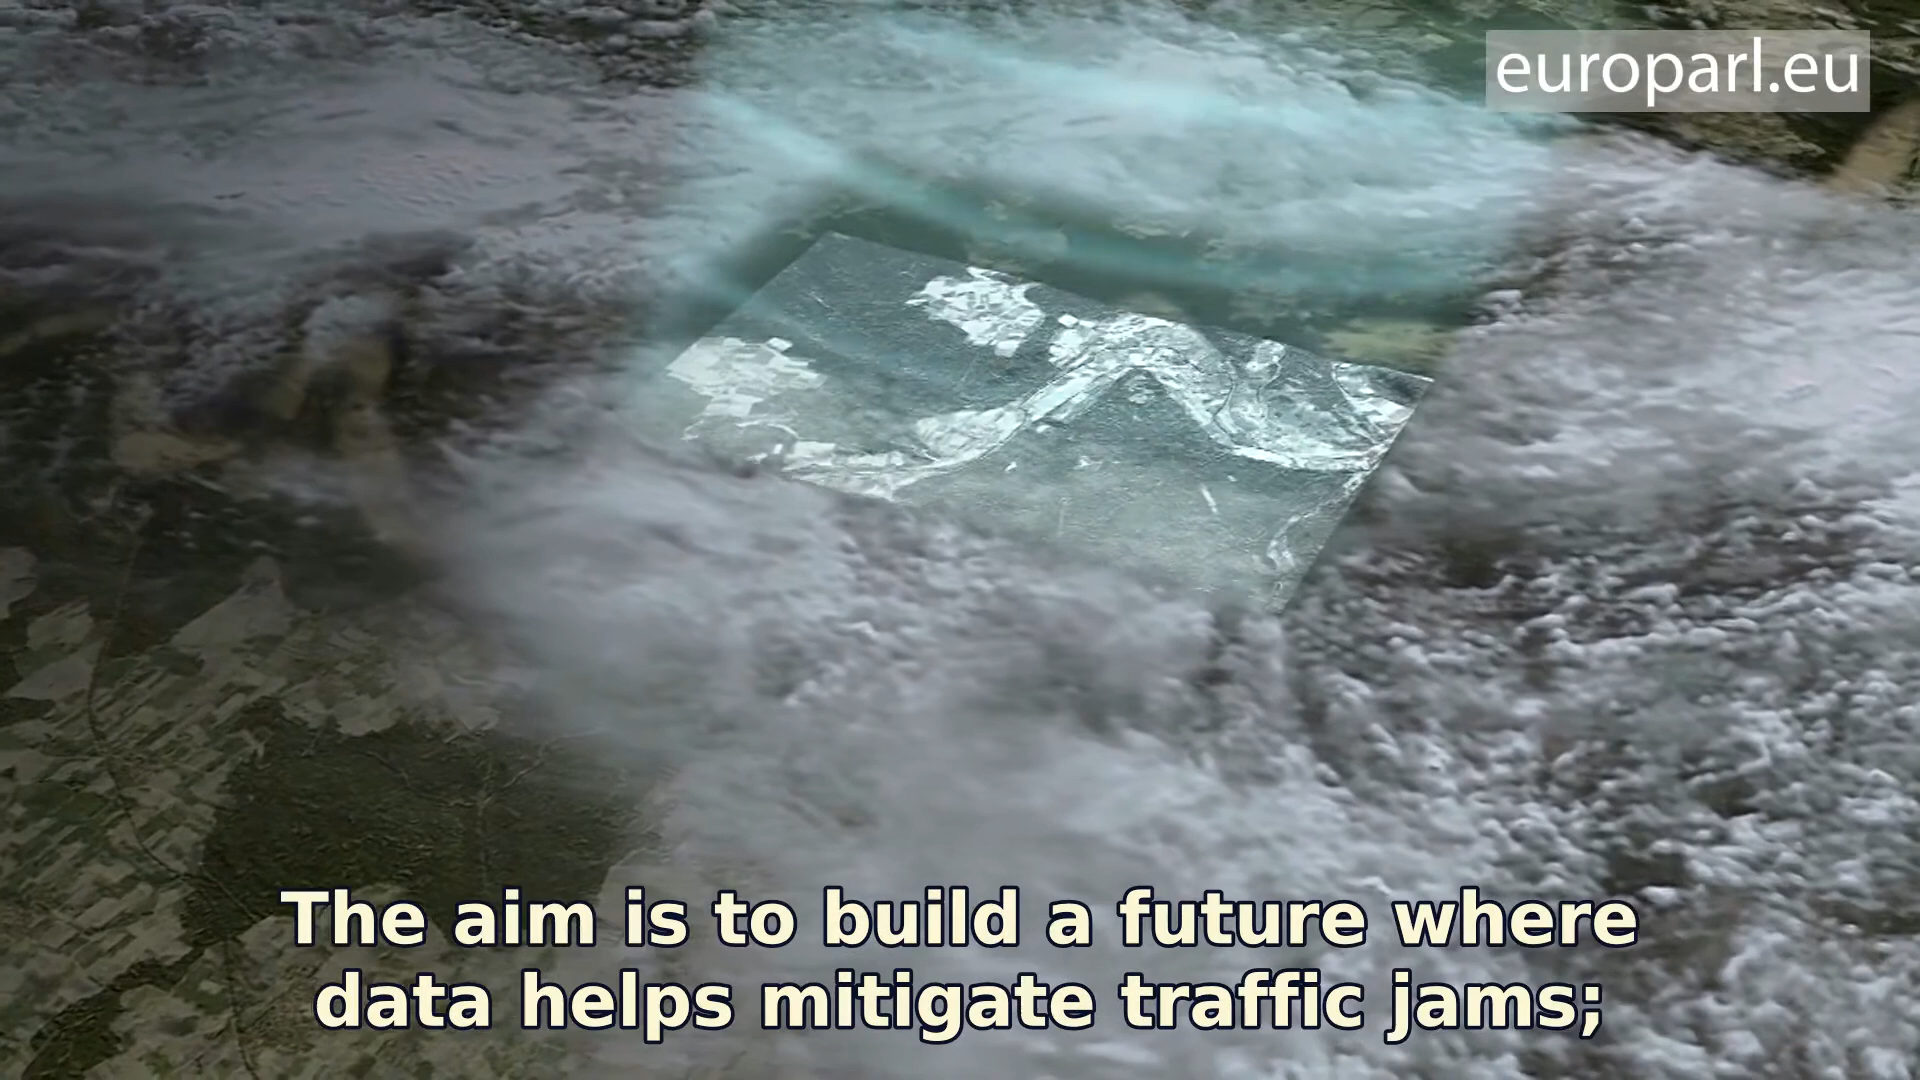 europarl.eu
The aim is to build a future where
data helps mitigate traffic jams;